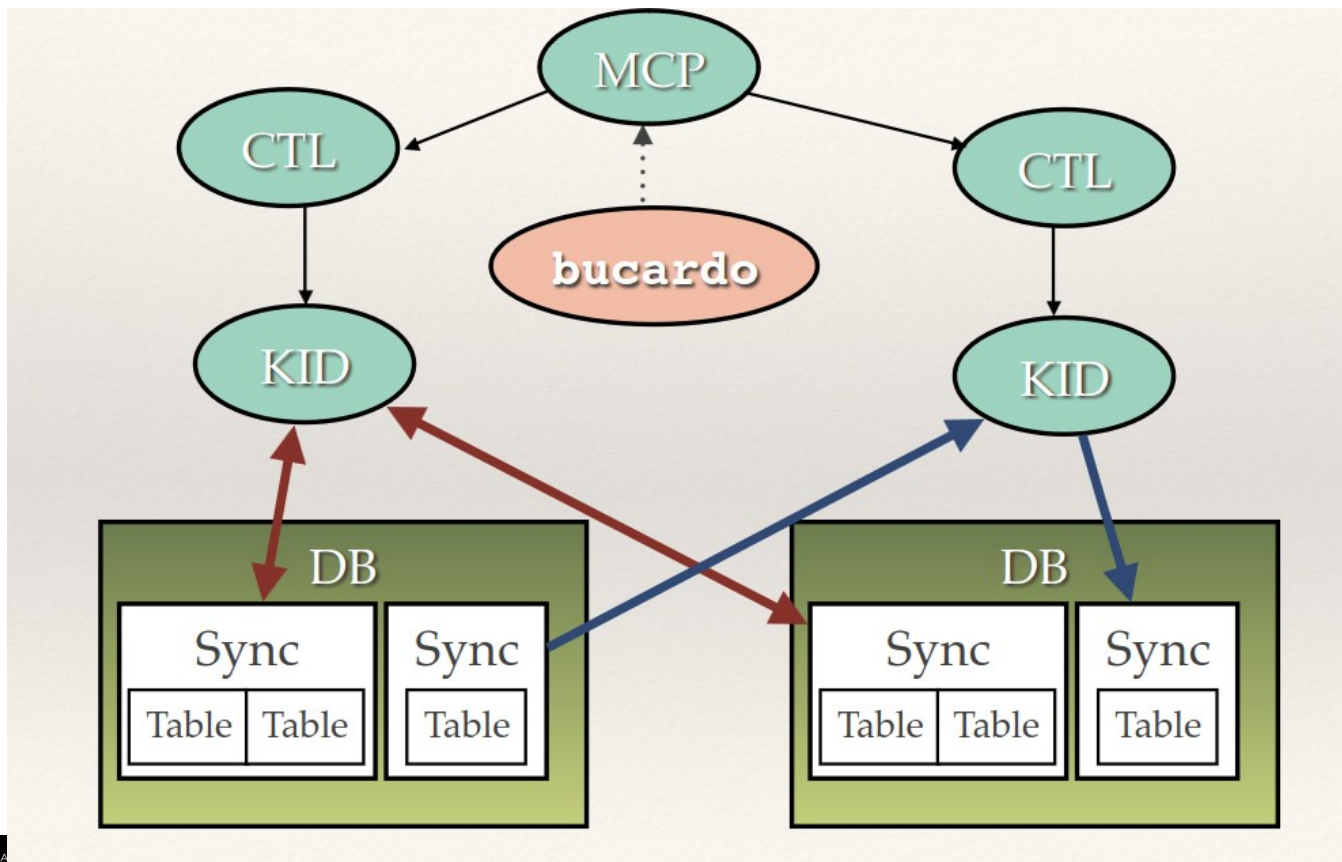 MCP
CTL
CTL
bucardo
KID
KID
DB
DB
Sync
Sync
Sync
Sync
Table
Table
Table
Table
Table
Table
A